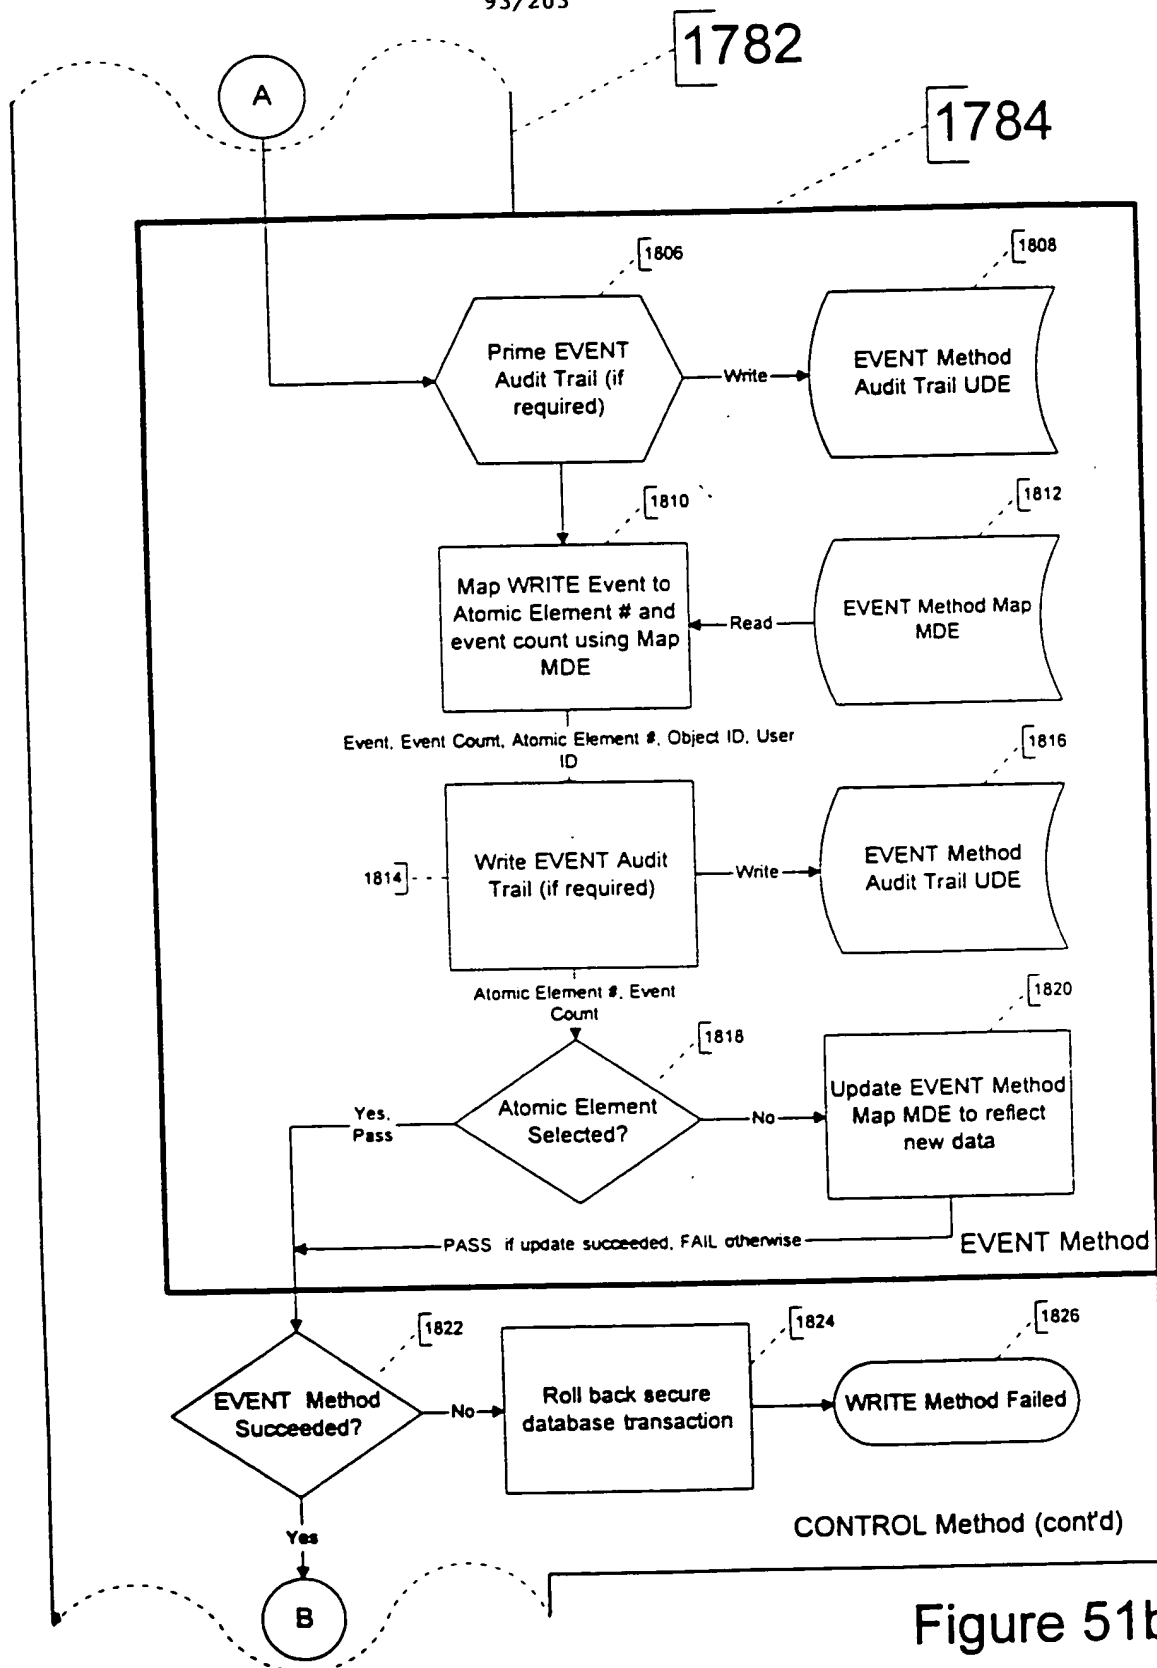 93/203
1782
A
1784
1806
1808
Prime EVENT
Audit Trail (if
required)
Write
EVENT Method
Audit Trail UDE
1810
1812
Map WRITE Event to
Atomic Element # and
event count using Map
MDE
Read
EVENT Method Map
MDE
Event, Event Count, Atomic Element #, Object ID, User
ID
1816
1814
Write EVENT Audit
Trail (if required)
Write
EVENT Method
Audit Trail UDE
Atomic Element #, Event
Count
1818
1820
Yes,
Pass
Atomic Element
Selected?
No
Update EVENT Method
Map MDE to reflect
new data
PASS if update succeeded, FAIL otherwise
EVENT Method
1822
1824
1826
EVENT Method
Succeeded?
No
Roll back secure
database transaction
WRITE Method Failed
Yes
CONTROL Method (cont'd)
B
Figure 51b